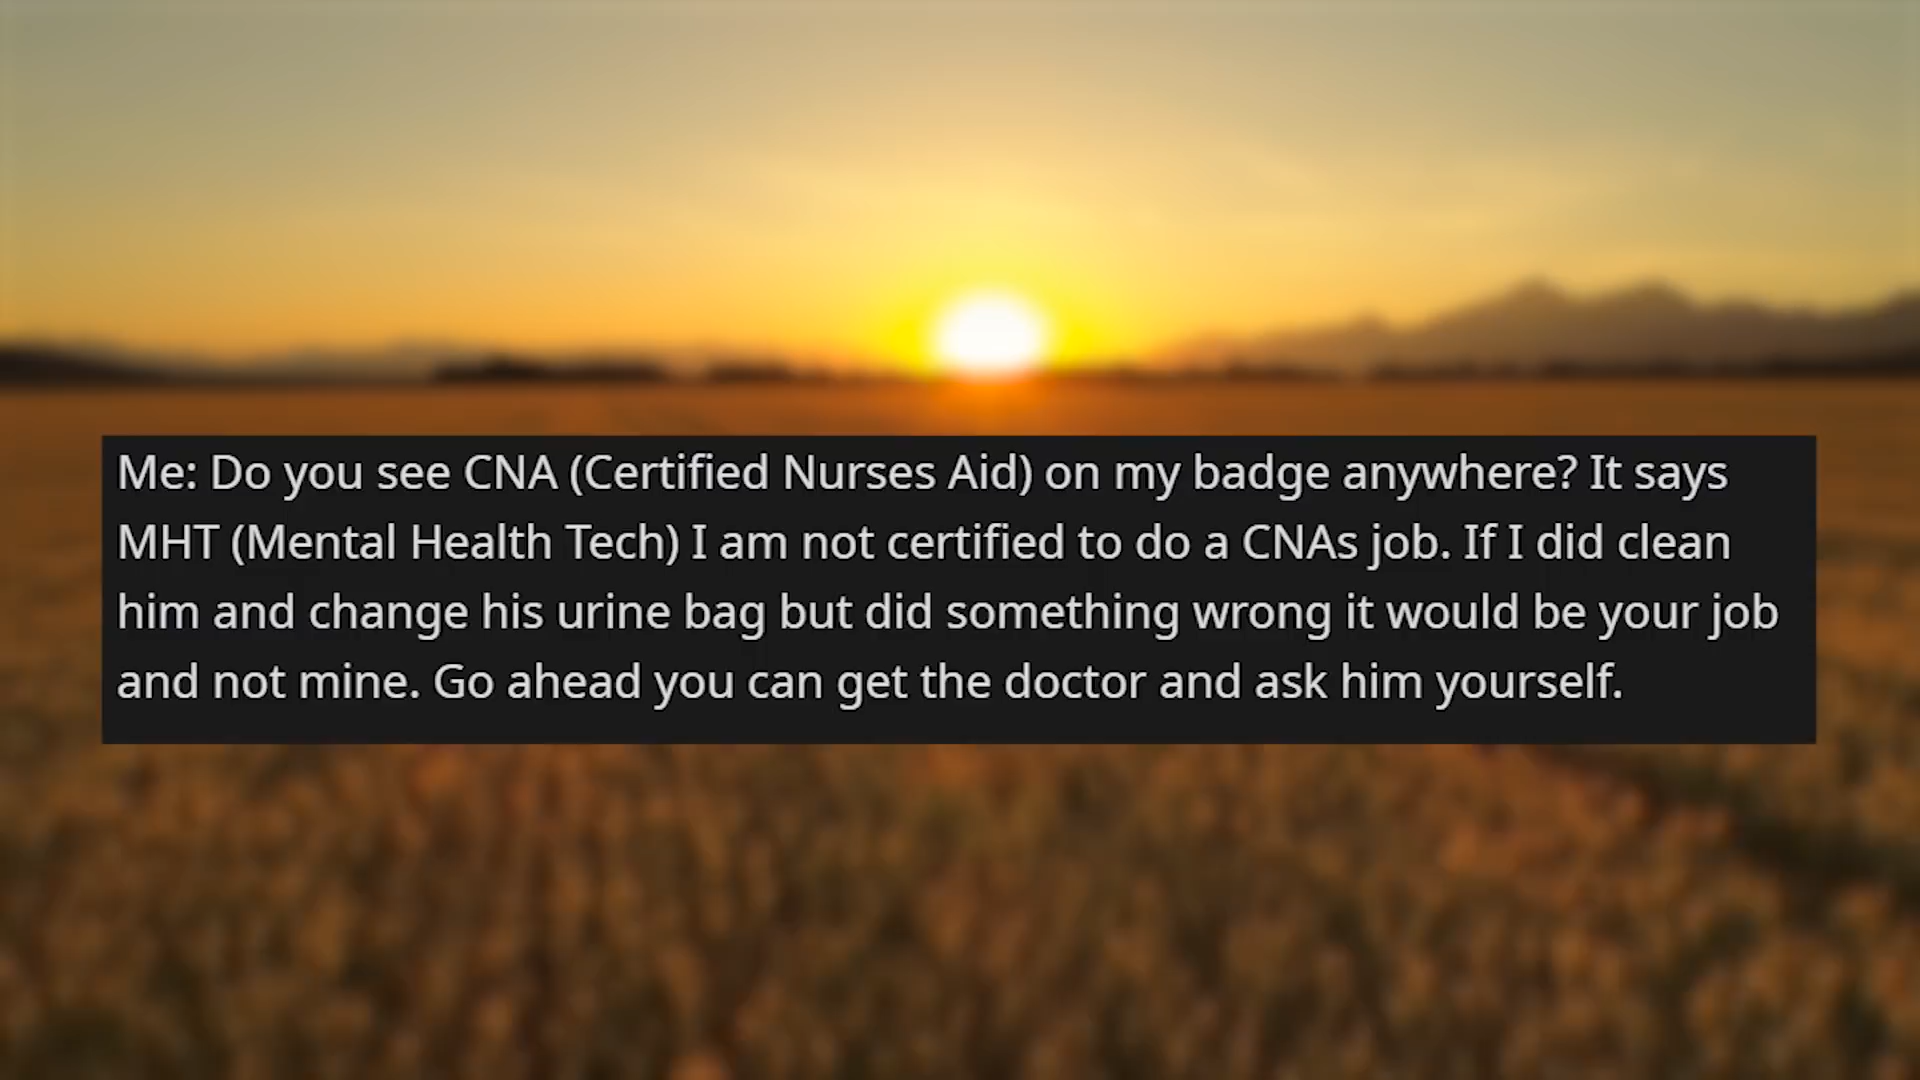 Me: Do you see CNA (Certified Nurses Aid) on my badge anywhere? It says
MHT (Mental Health Tech) I am not certified to do a CNAs job. If I did clean
him and change his urine bag but did something wrong it would be your job
and not mine. Go ahead you can get the doctor and ask him yourself.